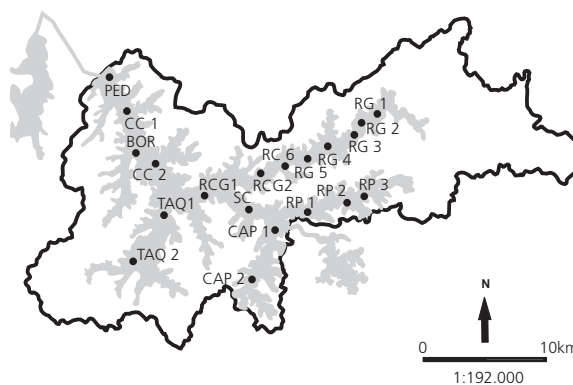 PED
CC 1
BOR
CC 2
TAQ1
TAQ 2
RCG1
SC
CAP 1
CAP 2
RCG2
RC 6
RG 5
RG 4
RG 3
RG 2
RG 1
RP 1
RP 2
RP 3
N
0 10km
1:192.000